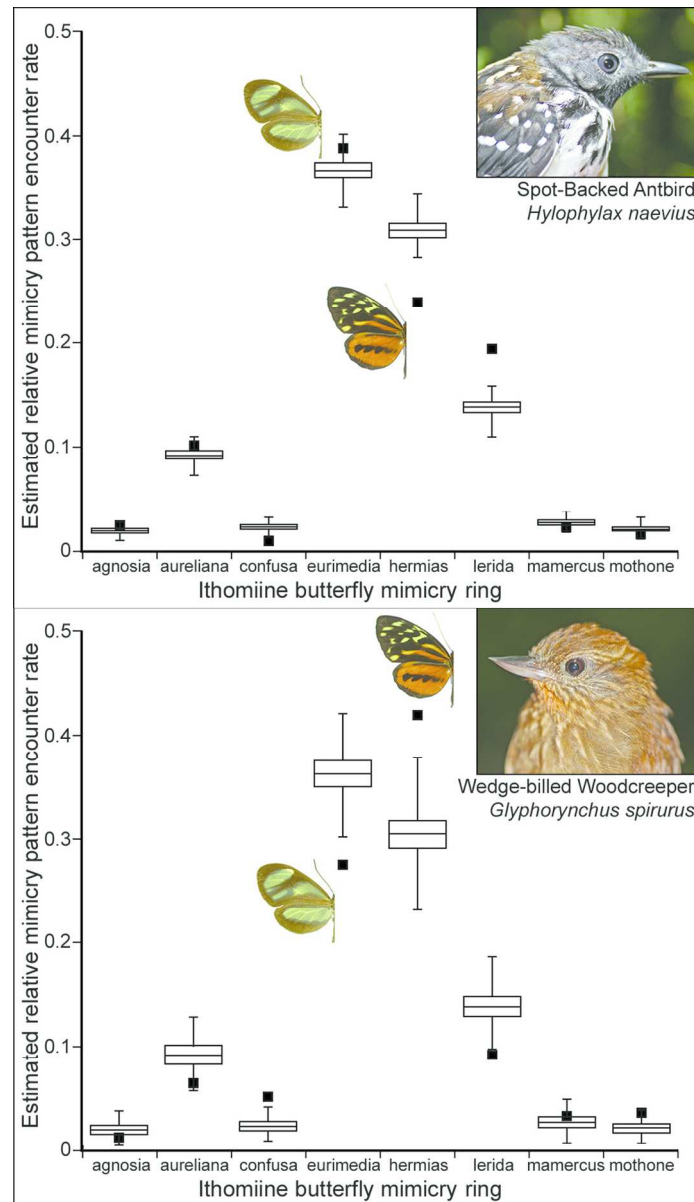 0.5
0.4
0.3
0.2
0.1
0
Estimated relative mimicry pattern encounter rate
Spot-Backed Antbird
Hylophylax naevius
agnosia aureliana confusa eurimedia hermias lerida mamercus mothone
Ithomiine butterfly mimicry ring
0.5
0.4
0.3
0.2
0.1
0
Estimated relative mimicry pattern encounter rate
Wedge-billed Woodcreeper
Glyphorynchus spirurus
agnosia aureliana confusa eurimedia hermias lerida mamercus mothone
Ithomiine butterfly mimicry ring